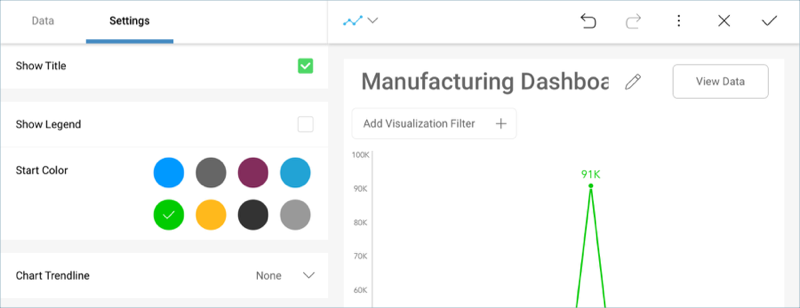 Data
Settings
Show Title
Show Legend
Start Color
Chart Trendline
None
Manufacturing Dashboa
View Data
Add Visualization Filter
100K
90K
80K
70K
60K
91K